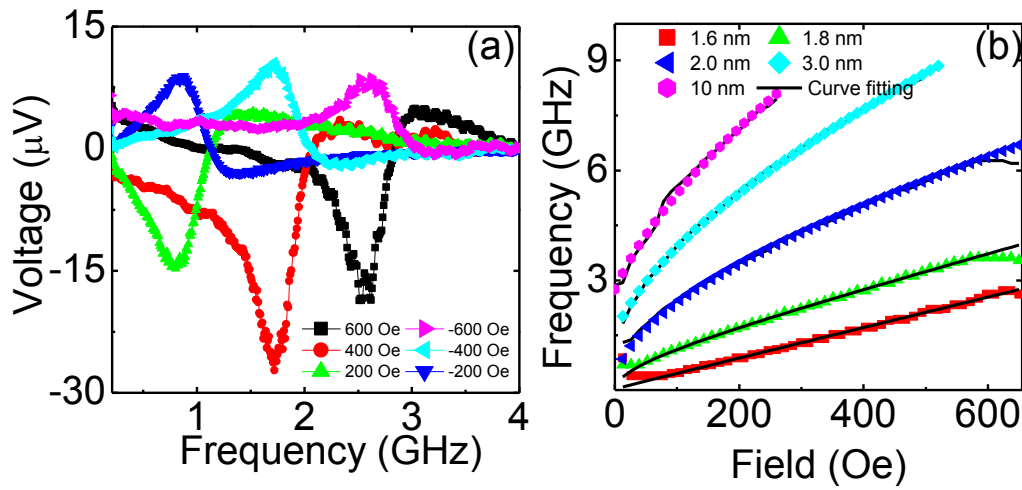 (a)
Voltage (μV)
15
0
-15
-30
600 Oe
-600 Oe
400 Oe
-400 Oe
200 Oe
-200 Oe
1
2
3
4
Frequency (GHz)
(b)
Frequency (GHz)
9
6
3
1.6 nm
1.8 nm
2.0 nm
3.0 nm
10 nm
Curve fitting
0
200
400
600
Field (Oe)